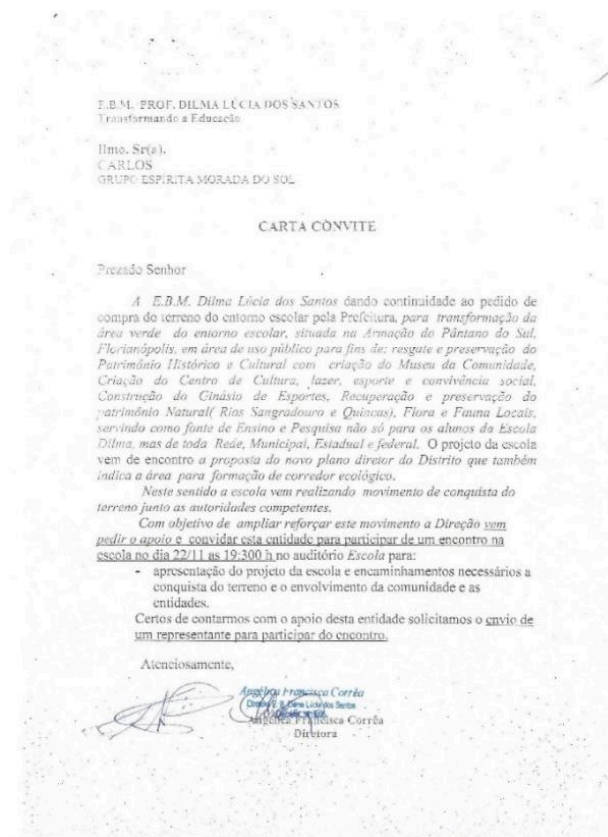 E.B.M. PROF. DILMA LÚCIA DOS SANTOS
Transformando a Educação
Ilmo. Sr(a).
CARLOS
GRUPO ESPÍRITA MORADA DO SOL
CARTA CONVITE
Prezado Senhor
A E.B.M. Dilma Lúcia dos Santos dando continuidade ao pedido de
compra do terreno do entorno escolar pela Prefeitura, para transformação da
área verde do entorno escolar, situada na Armação do Pântano do Sul,
Florianópolis, em área de uso público para fins de: resgate e preservação do
Patrimônio Histórico e Cultural com criação do Museu da Comunidade,
Criação do Centro de Cultura, lazer, esporte e convivência social,
Construção do Ginásio de Esportes, Recuperação e preservação do
patrimônio Natural( Rios Sangradouro e Quincas), Flora e Fauna Locais,
servindo como fonte de Ensino e Pesquisa não só para os alunos da Escola
Dilma, mas de toda Rede, Municipal, Estadual e federal. O projeto da escola
vem de encontro a proposta do novo plano diretor do Distrito que também
indica a área para formação de corredor ecológico.
Neste sentido a escola vem realizando movimento de conquista do
terreno junto as autoridades competentes.
Com objetivo de ampliar reforçar este movimento a Direção vem
pedir o apoio e convidar esta entidade para participar de um encontro na
escola no dia 22/11 as 19:300 h no auditório Escola para:
- apresentação do projeto da escola e encaminhamentos necessários a
conquista do terreno e o envolvimento da comunidade e as
entidades.
Certos de contarmos com o apoio desta entidade solicitamos o envio de
um representante para participar do encontro.
Atenciosamente,
Angélica Francisca Corrêa
Angélica Francisca Corrêa
Diretora